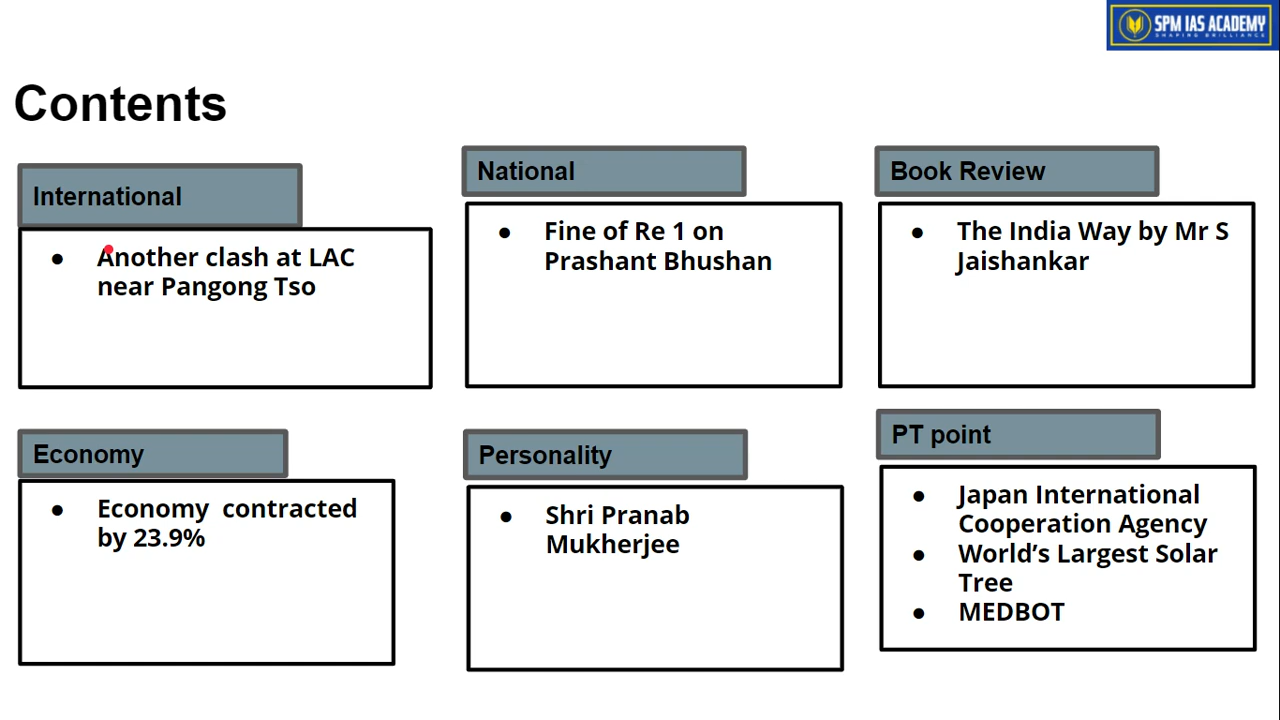 SPM IAS ACADEMY
SHAPING BRILLIANCE
Contents
International
● Another clash at LAC
near Pangong Tso
National
● Fine of Re 1 on
Prashant Bhushan
Book Review
● The India Way by Mr S
Jaishankar
Economy
● Economy contracted
by 23.9%
Personality
● Shri Pranab
Mukherjee
PT point
● Japan International
Cooperation Agency
● World’s Largest Solar
Tree
● MEDBOT